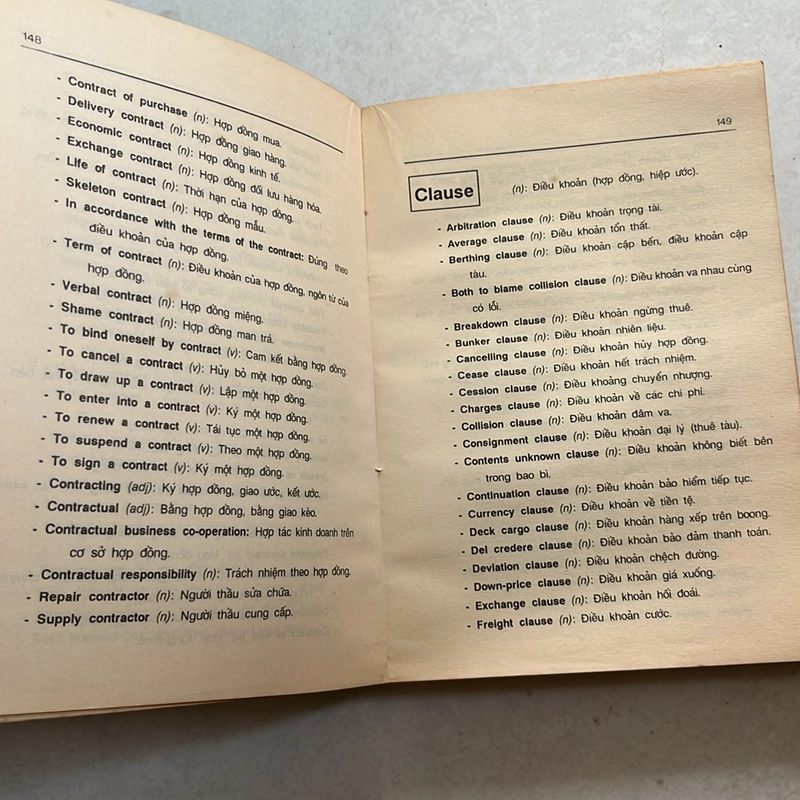 148
- Contract of purchase (n): Hợp đồng mua.
- Delivery contract (n): Hợp đồng giao hàng.
- Economic contract (n): Hợp đồng kinh tế.
- Exchange contract (n): Hợp đồng đối lưu hàng hóa.
- Life of contract (n): Thời hạn của hợp đồng.
- Skeleton contract (n): Hợp đồng mẫu.
- In accordance with the terms of the contract: Đúng theo
điều khoản của hợp đồng.
- Term of contract (n): Điều khoản của hợp đồng, ngôn từ của
hợp đồng.
- Verbal contract (n): Hợp đồng miệng.
- Shame contract (n): Hợp đồng man trá.
- To bind oneself by contract (v): Cam kết bằng hợp đồng.
- To cancel a contract (v): Hủy bỏ một hợp đồng.
- To draw up a contract (v): Lập một hợp đồng.
- To enter into a contract (v): Ký một hợp đồng.
- To renew a contract (v): Tái tục một hợp đồng.
- To suspend a contract (v): Theo một hợp đồng.
- To sign a contract (v): Ký một hợp đồng.
- Contracting (adj): Ký hợp đồng, giao ước, kết ước.
- Contractual (adj): Bằng hợp đồng, bằng giao kèo.
- Contractual business co-operation: Hợp tác kinh doanh trên
cơ sở hợp đồng.
- Contractual responsibility (n): Trách nhiệm theo hợp đồng.
- Repair contractor (n): Người thầu sửa chữa.
- Supply contractor (n): Người thầu cung cấp.
149
Clause (n): Điều khoản (hợp đồng, hiệp ước).
- Arbitration clause (n): Điều khoản trọng tài.
- Average clause (n): Điều khoản tổn thất.
- Berthing clause (n): Điều khoản cập bến, điều khoản cập
tàu.
- Both to blame collision clause (n): Điều khoản va nhau cùng
có lỗi.
- Breakdown clause (n): Điều khoản ngừng thuê.
- Bunker clause (n): Điều khoản nhiên liệu.
- Cancelling clause (n): Điều khoản hủy hợp đồng.
- Cease clause (n): Điều khoản hết trách nhiệm.
- Cession clause (n): Điều khoảng chuyển nhượng.
- Charges clause (n): Điều khoản về các chi phí.
- Collision clause (n): Điều khoản đâm va.
- Consignment clause (n): Điều khoản đại lý (thuê tàu).
- Contents unknown clause (n): Điều khoản không biết bên
trong bao bì.
- Continuation clause (n): Điều khoản bảo hiểm tiếp tục.
- Currency clause (n): Điều khoản về tiền tệ.
- Deck cargo clause (n): Điều khoản hàng xếp trên boong.
- Del credere clause (n): Điều khoản bảo đảm thanh toán.
- Deviation clause (n): Điều khoản chệch đường.
- Down-price clause (n): Điều khoản giá xuống.
- Exchange clause (n): Điều khoản hối đoái.
- Freight clause (n): Điều khoản cước.